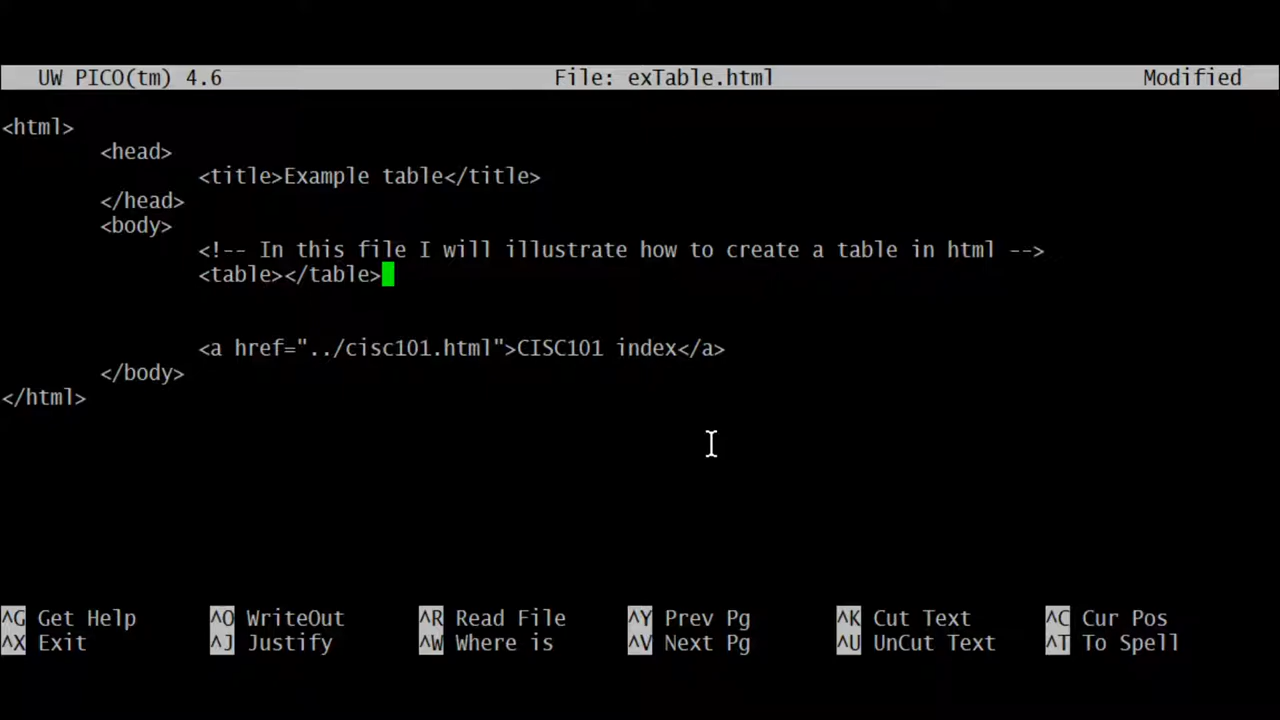 UW PICO(tm) 4.6 File: exTable.html Modified
<html>
<head>
<title>Example table</title>
</head>
<body>
<!-- In this file I will illustrate how to create a table in html -->
<table></table>
<a href="../cisc101.html">CISC101 index</a>
</body>
</html>
^G Get Help ^O WriteOut ^R Read File ^Y Prev Pg ^K Cut Text ^C Cur Pos
^X Exit ^J Justify ^W Where is ^V Next Pg ^U UnCut Text ^T To Spell